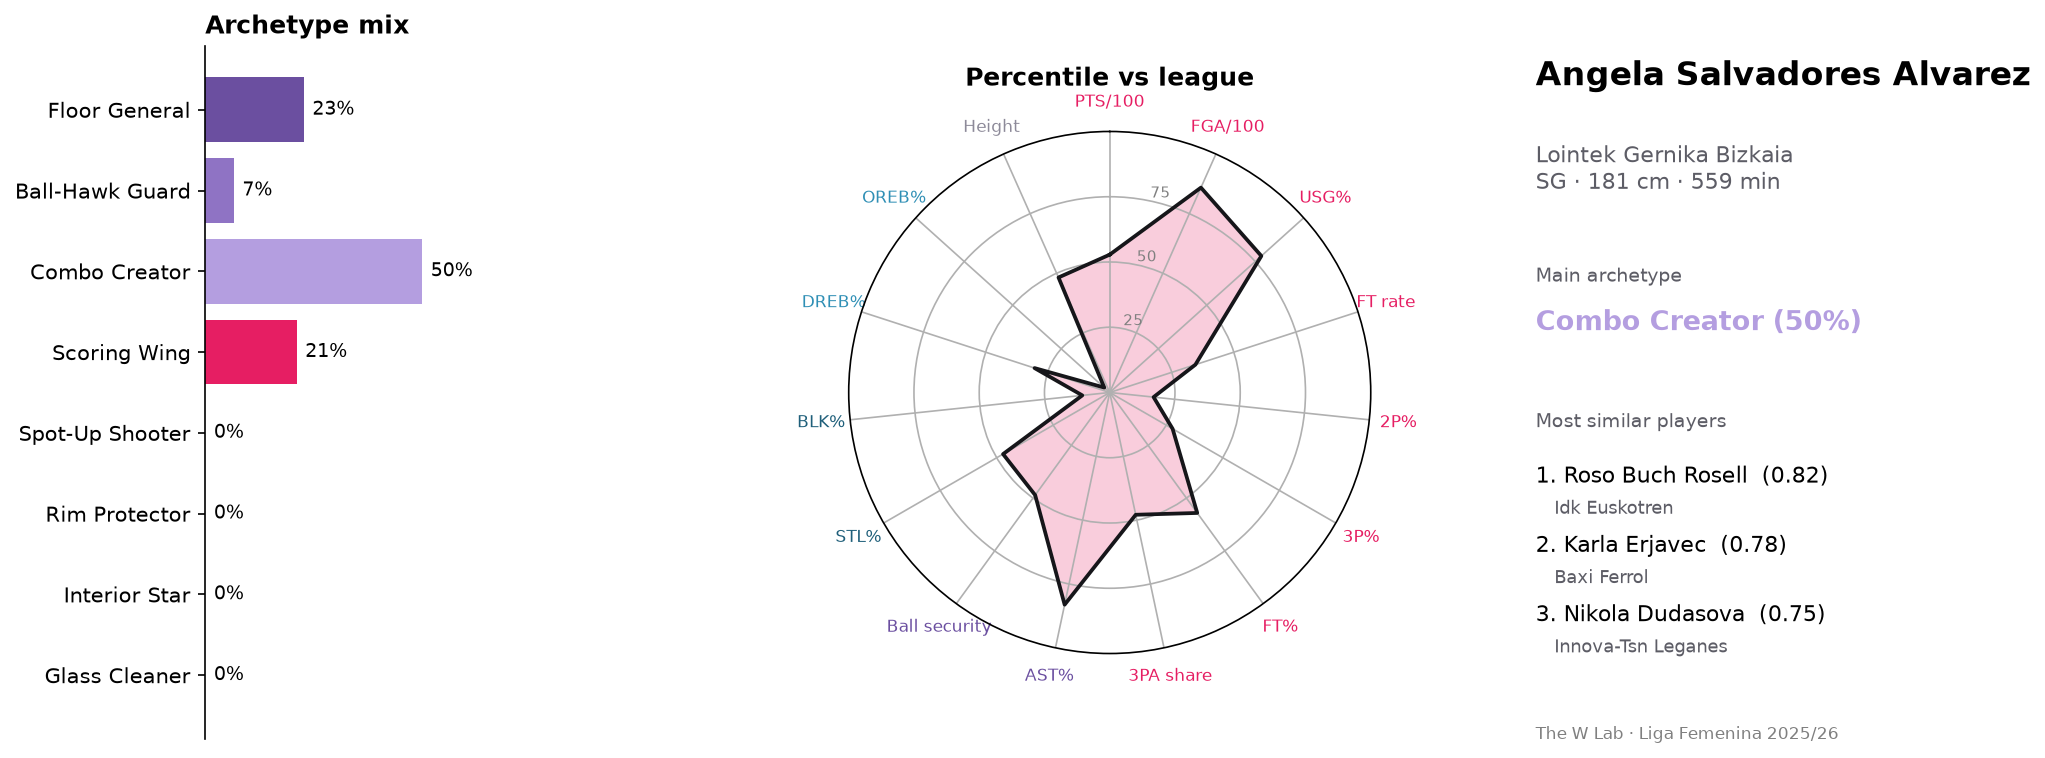 Archetype mix
Floor General
23%
Ball-Hawk Guard
7%
Combo Creator
50%
Scoring Wing
21%
Spot-Up Shooter
0%
Rim Protector
0%
Interior Star
0%
Glass Cleaner
0%
Percentile vs league
PTS/100
FGA/100
USG%
FT rate
2P%
3P%
FT%
3PA share
AST%
Ball security
STL%
BLK%
DREB%
OREB%
Height
75
50
25
Angela Salvadores Alvarez
Lointek Gernika Bizkaia
SG · 181 cm · 559 min
Main archetype
Combo Creator (50%)
Most similar players
1. Roso Buch Rosell (0.82)
Idk Euskotren
2. Karla Erjavec (0.78)
Baxi Ferrol
3. Nikola Dudasova (0.75)
Innova-Tsn Leganes
The W Lab · Liga Femenina 2025/26